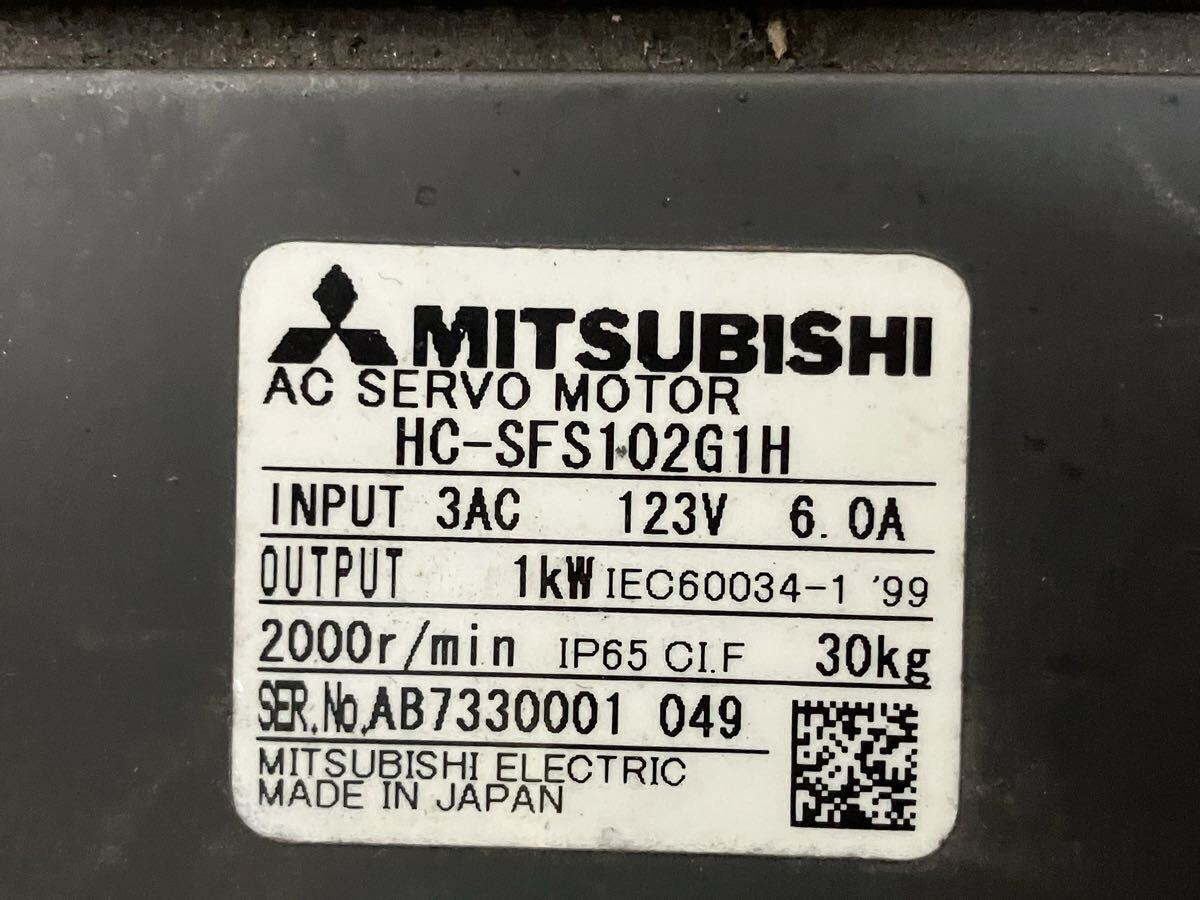 MITSUBISHI
AC SERVO MOTOR
HC-SFS102G1H
INPUT 3AC 123V 6.0A
OUTPUT 1kW IEC60034-1 '99
2000r/min IP65 CI.F 30kg
SER.No.AB7330001 049
MITSUBISHI ELECTRIC
MADE IN JAPAN